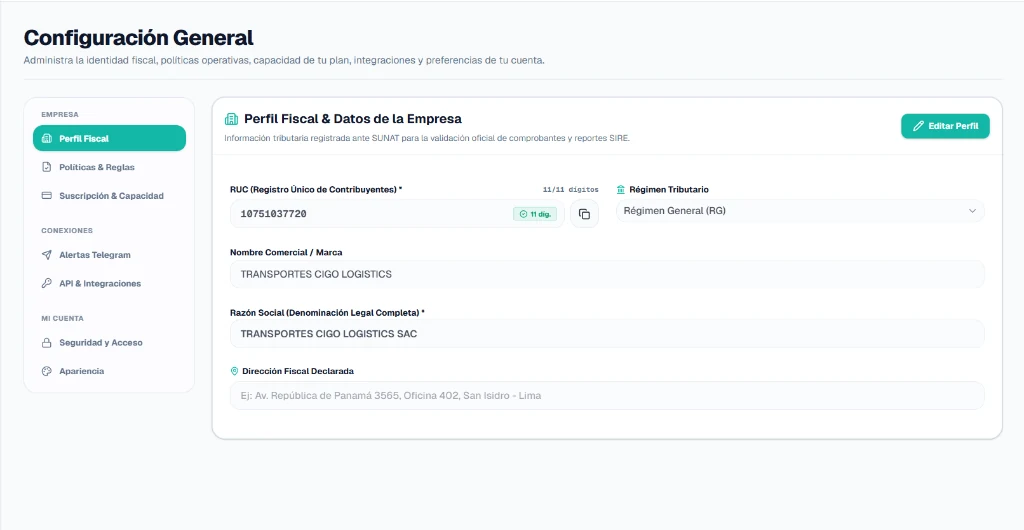 Configuración General
Administra la identidad fiscal, políticas operativas, capacidad de tu plan, integraciones y preferencias de tu cuenta.
EMPRESA
Perfil Fiscal
Políticas & Reglas
Suscripción & Capacidad
CONEXIONES
Alertas Telegram
API & Integraciones
MI CUENTA
Seguridad y Acceso
Apariencia
Perfil Fiscal & Datos de la Empresa
Información tributaria registrada ante SUNAT para la validación oficial de comprobantes y reportes SIRE.
Editar Perfil
RUC (Registro Único de Contribuyentes) *
11/11 dígitos
10751037720
11 dig.
Régimen Tributario
Régimen General (RG)
Nombre Comercial / Marca
TRANSPORTES CIGO LOGISTICS
Razón Social (Denominación Legal Completa) *
TRANSPORTES CIGO LOGISTICS SAC
Dirección Fiscal Declarada
Ej: Av. República de Panamá 3565, Oficina 402, San Isidro - Lima